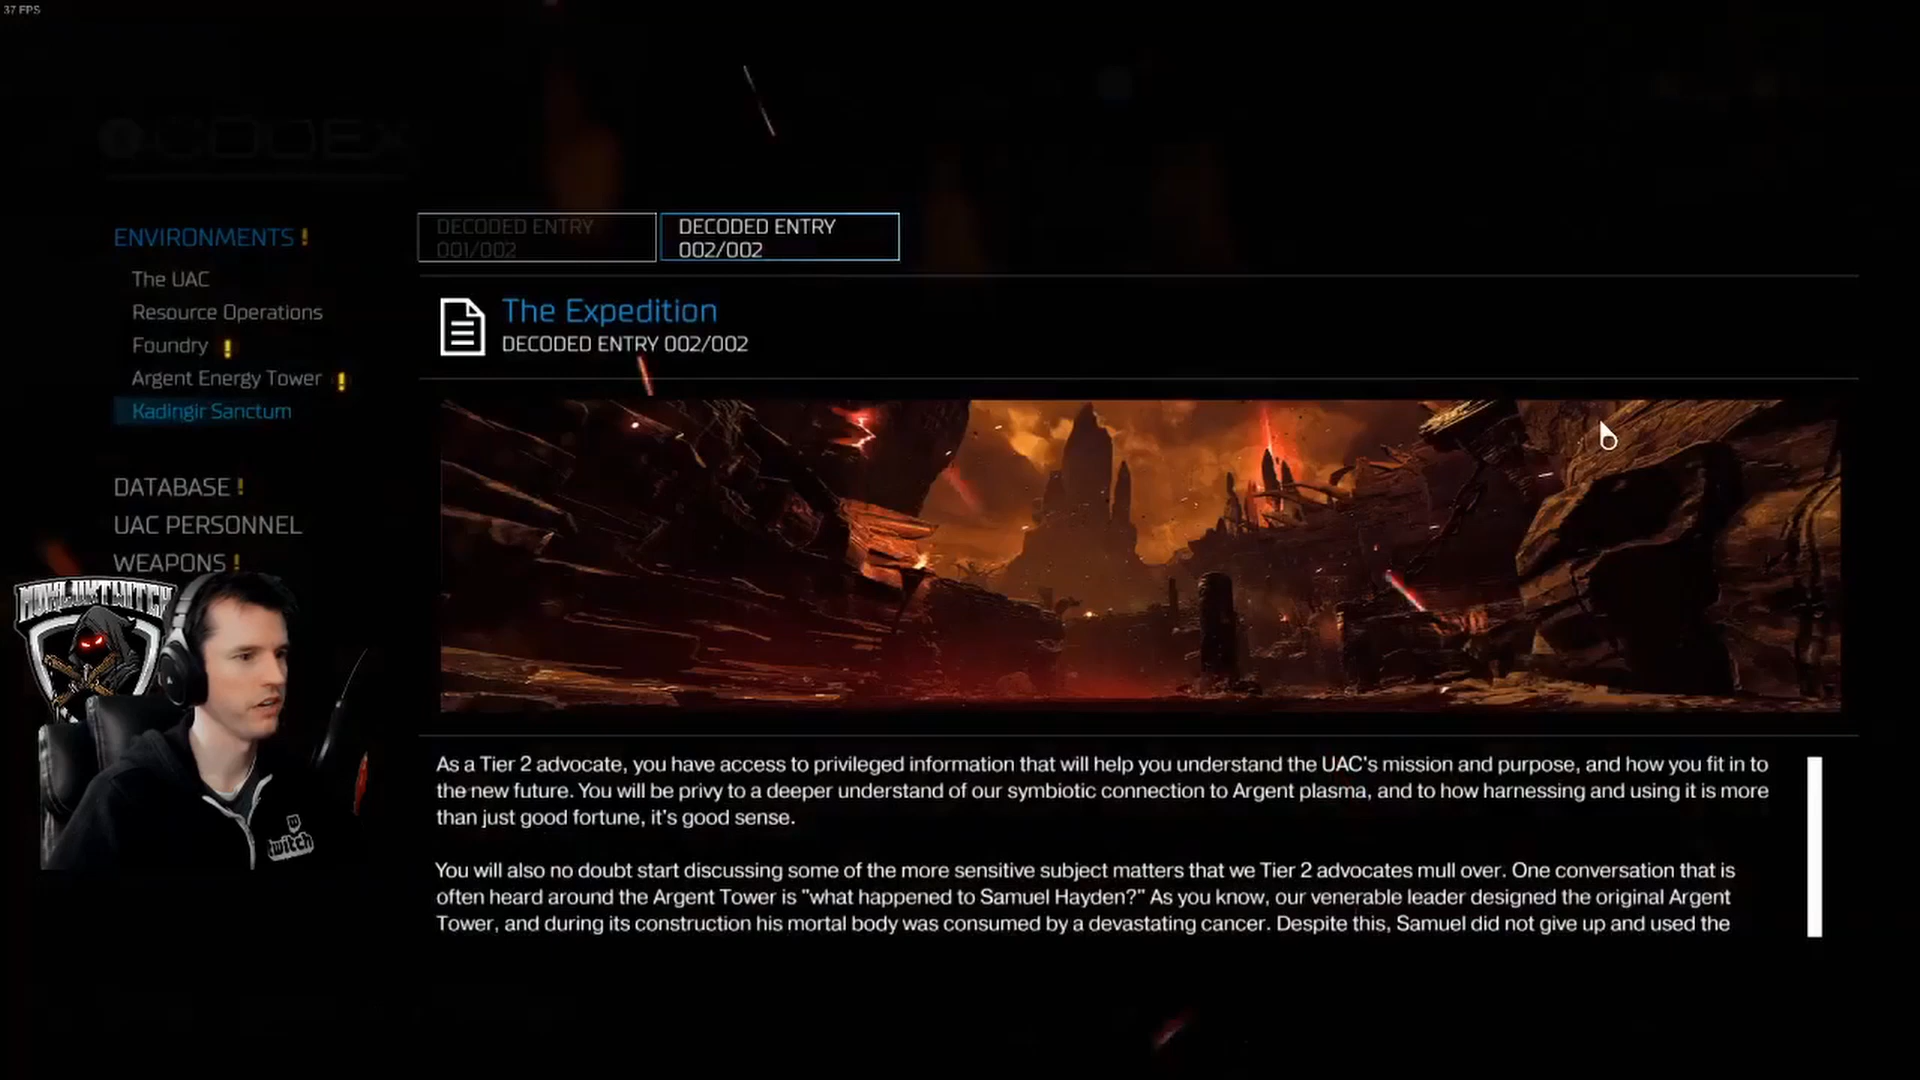 37 FPS
CODEX
ENVIRONMENTS !
The UAC
Resource Operations
Foundry !
Argent Energy Tower !
Kadingir Sanctum
DATABASE !
UAC PERSONNEL
WEAPONS !
DECODED ENTRY
001/002
DECODED ENTRY
002/002
The Expedition
DECODED ENTRY 002/002
As a Tier 2 advocate, you have access to privileged information that will help you understand the UAC's mission and purpose, and how you fit in to
the new future. You will be privy to a deeper understand of our symbiotic connection to Argent plasma, and to how harnessing and using it is more
than just good fortune, it's good sense.
You will also no doubt start discussing some of the more sensitive subject matters that we Tier 2 advocates mull over. One conversation that is
often heard around the Argent Tower is "what happened to Samuel Hayden?" As you know, our venerable leader designed the original Argent
Tower, and during its construction his mortal body was consumed by a devastating cancer. Despite this, Samuel did not give up and used the
twitch